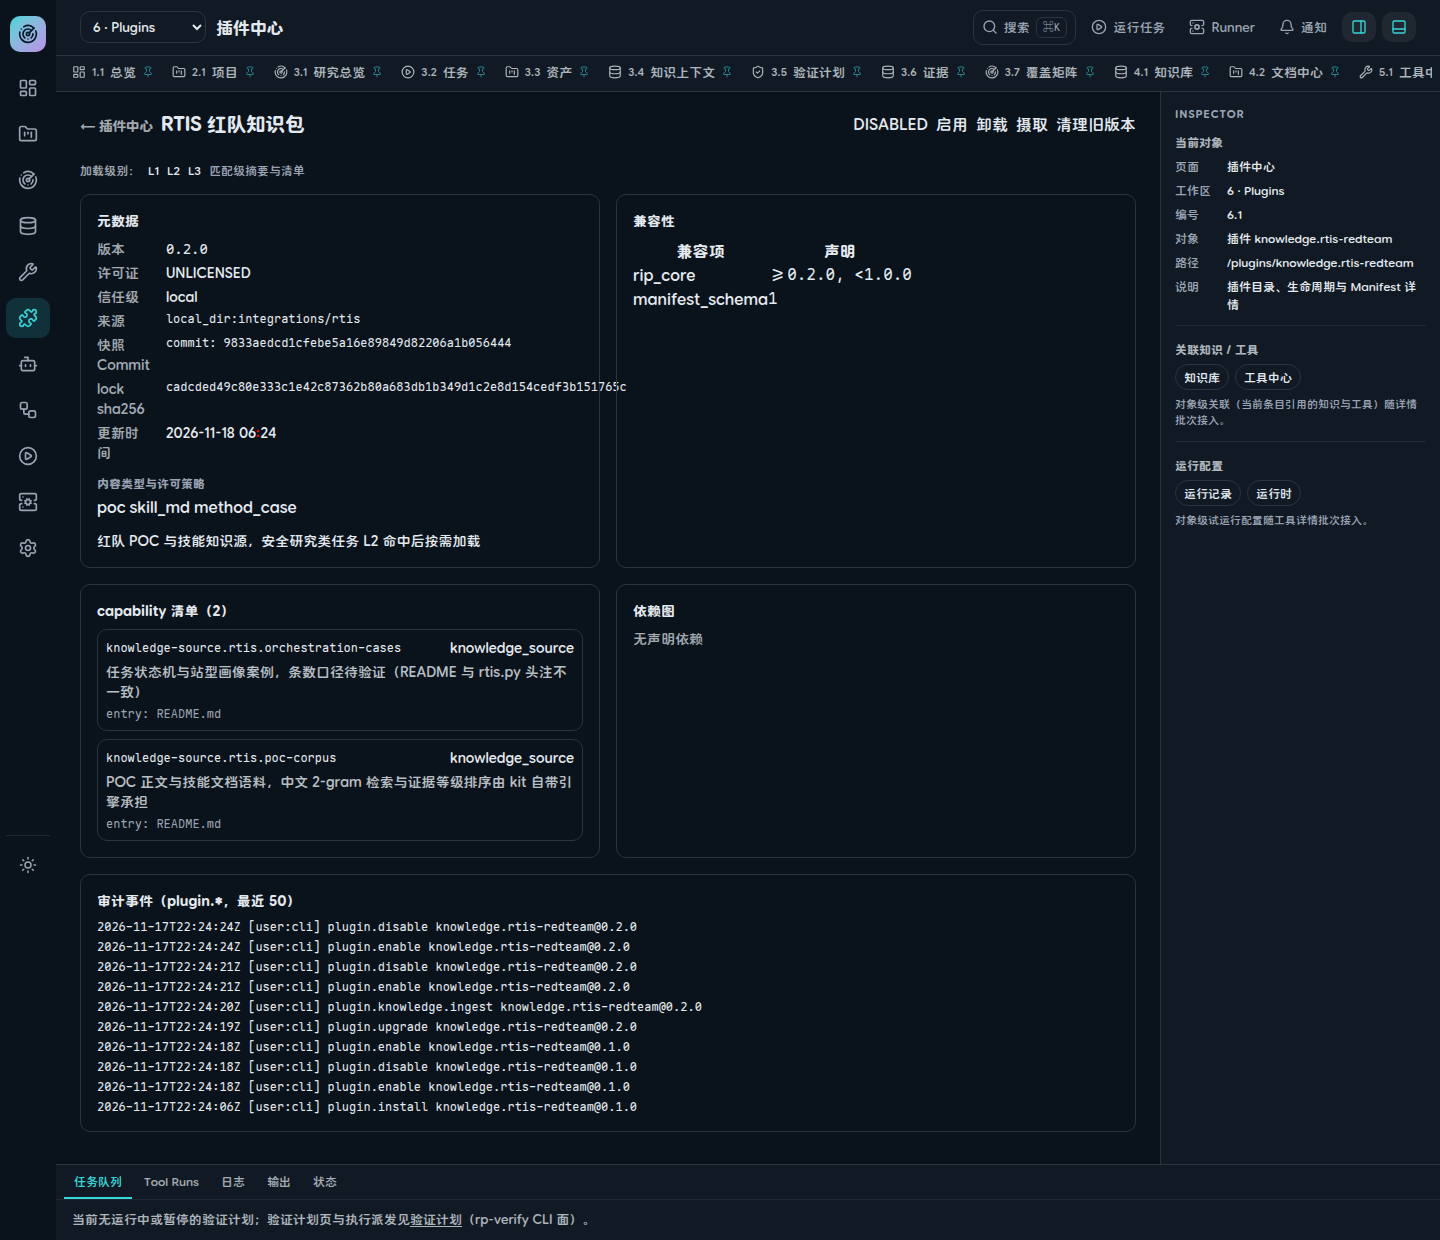 6 · Plugins
插件中心
搜索 ⌘K
运行任务
Runner
通知
1.1 总览
2.1 项目
3.1 研究总览
3.2 任务
3.3 资产
3.4 知识上下文
3.5 验证计划
3.6 证据
3.7 覆盖矩阵
4.1 知识库
4.2 文档中心
5.1 工具中
← 插件中心 RTIS 红队知识包
DISABLED 启用 卸载 摄取 清理旧版本
加载级别: L1 L2 L3 匹配级摘要与清单
元数据
版本 0.2.0
许可证 UNLICENSED
信任级 local
来源 local_dir:integrations/rtis
快照 Commit commit: 9833aedcd1cfebe5a16e89849d82206a1b056444
lock sha256 cadcded49c80e333c1e42c87362b80a683db1b349d1c2e8d154cedf3b151765c
更新时间 2026-11-18 06:24
内容类型与许可策略
poc skill_md method_case
红队 POC 与技能知识源，安全研究类任务 L2 命中后按需加载
兼容性
兼容项 声明
rip_core >=0.2.0, <1.0.0
manifest_schema 1
capability 清单（2）
knowledge-source.rtis.orchestration-cases knowledge_source
任务状态机与站型画像案例，条数口径待验证（README 与 rtis.py 头注不
一致）
entry: README.md
knowledge-source.rtis.poc-corpus knowledge_source
POC 正文与技能文档语料，中文 2-gram 检索与证据等级排序由 kit 自带引
擎承担
entry: README.md
依赖图
无声明依赖
审计事件（plugin.*，最近 50）
2026-11-17T22:24:24Z [user:cli] plugin.disable knowledge.rtis-redteam@0.2.0
2026-11-17T22:24:24Z [user:cli] plugin.enable knowledge.rtis-redteam@0.2.0
2026-11-17T22:24:21Z [user:cli] plugin.disable knowledge.rtis-redteam@0.2.0
2026-11-17T22:24:21Z [user:cli] plugin.enable knowledge.rtis-redteam@0.2.0
2026-11-17T22:24:20Z [user:cli] plugin.knowledge.ingest knowledge.rtis-redteam@0.2.0
2026-11-17T22:24:19Z [user:cli] plugin.upgrade knowledge.rtis-redteam@0.2.0
2026-11-17T22:24:18Z [user:cli] plugin.enable knowledge.rtis-redteam@0.1.0
2026-11-17T22:24:18Z [user:cli] plugin.disable knowledge.rtis-redteam@0.1.0
2026-11-17T22:24:18Z [user:cli] plugin.enable knowledge.rtis-redteam@0.1.0
2026-11-17T22:24:06Z [user:cli] plugin.install knowledge.rtis-redteam@0.1.0
INSPECTOR
当前对象
页面 插件中心
工作区 6 · Plugins
编号 6.1
对象 插件 knowledge.rtis-redteam
路径 /plugins/knowledge.rtis-redteam
说明 插件目录、生命周期与 Manifest 详
情
关联知识 / 工具
知识库 工具中心
对象级关联（当前条目引用的知识与工具）随详情
批次接入。
运行配置
运行记录 运行时
对象级试运行配置随工具详情批次接入。
任务队列 Tool Runs 日志 输出 状态
当前无运行中或暂停的验证计划；验证计划页与执行派发见验证计划（rp-verify CLI 面）。